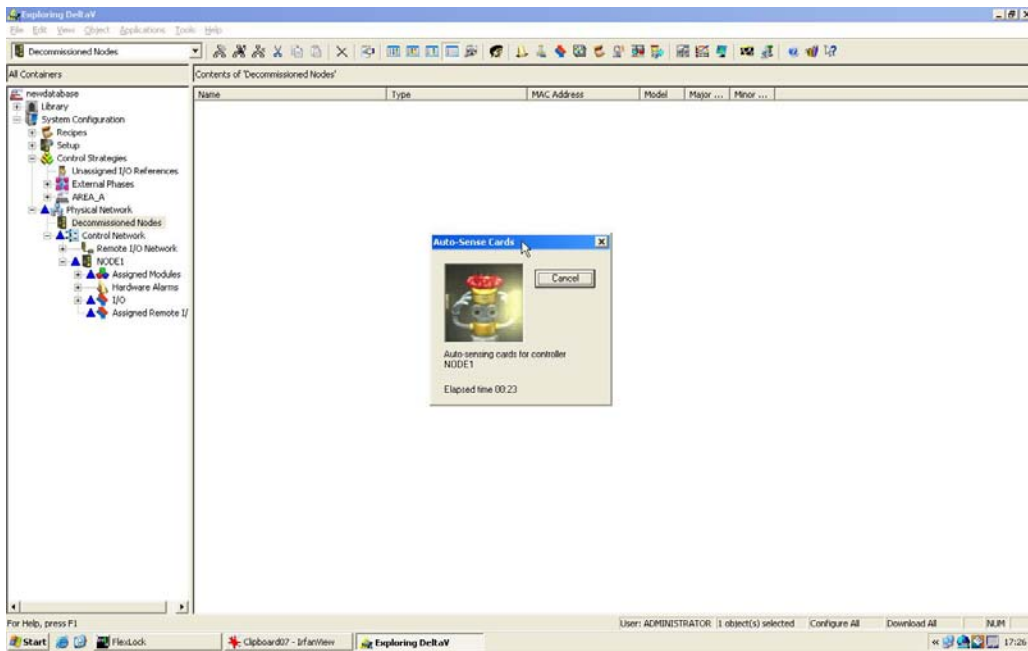 Exploring DeltaV
File Edit View Object Applications Tools Help
Decommissioned Nodes
All Containers
Contents of 'Decommissioned Nodes'
Name Type MAC Address Model Major ... Minor ...
newdatabase
Library
System Configuration
Recipes
Setup
Control Strategies
Unassigned I/O References
External Phases
AREA_A
Physical Network
Decommissioned Nodes
Control Network
Remote I/O Network
NODE1
Assigned Modules
Hardware Alarms
I/O
Assigned Remote I/
Auto-Sense Cards
Cancel
Auto-sensing cards for controller
NODE1
Elapsed time 00:23
For Help, press F1
User: ADMINISTRATOR 1 object(s) selected Configure All Download All NUM
Start FlexLock Clipboard07 - IrfanView Exploring DeltaV 17:26